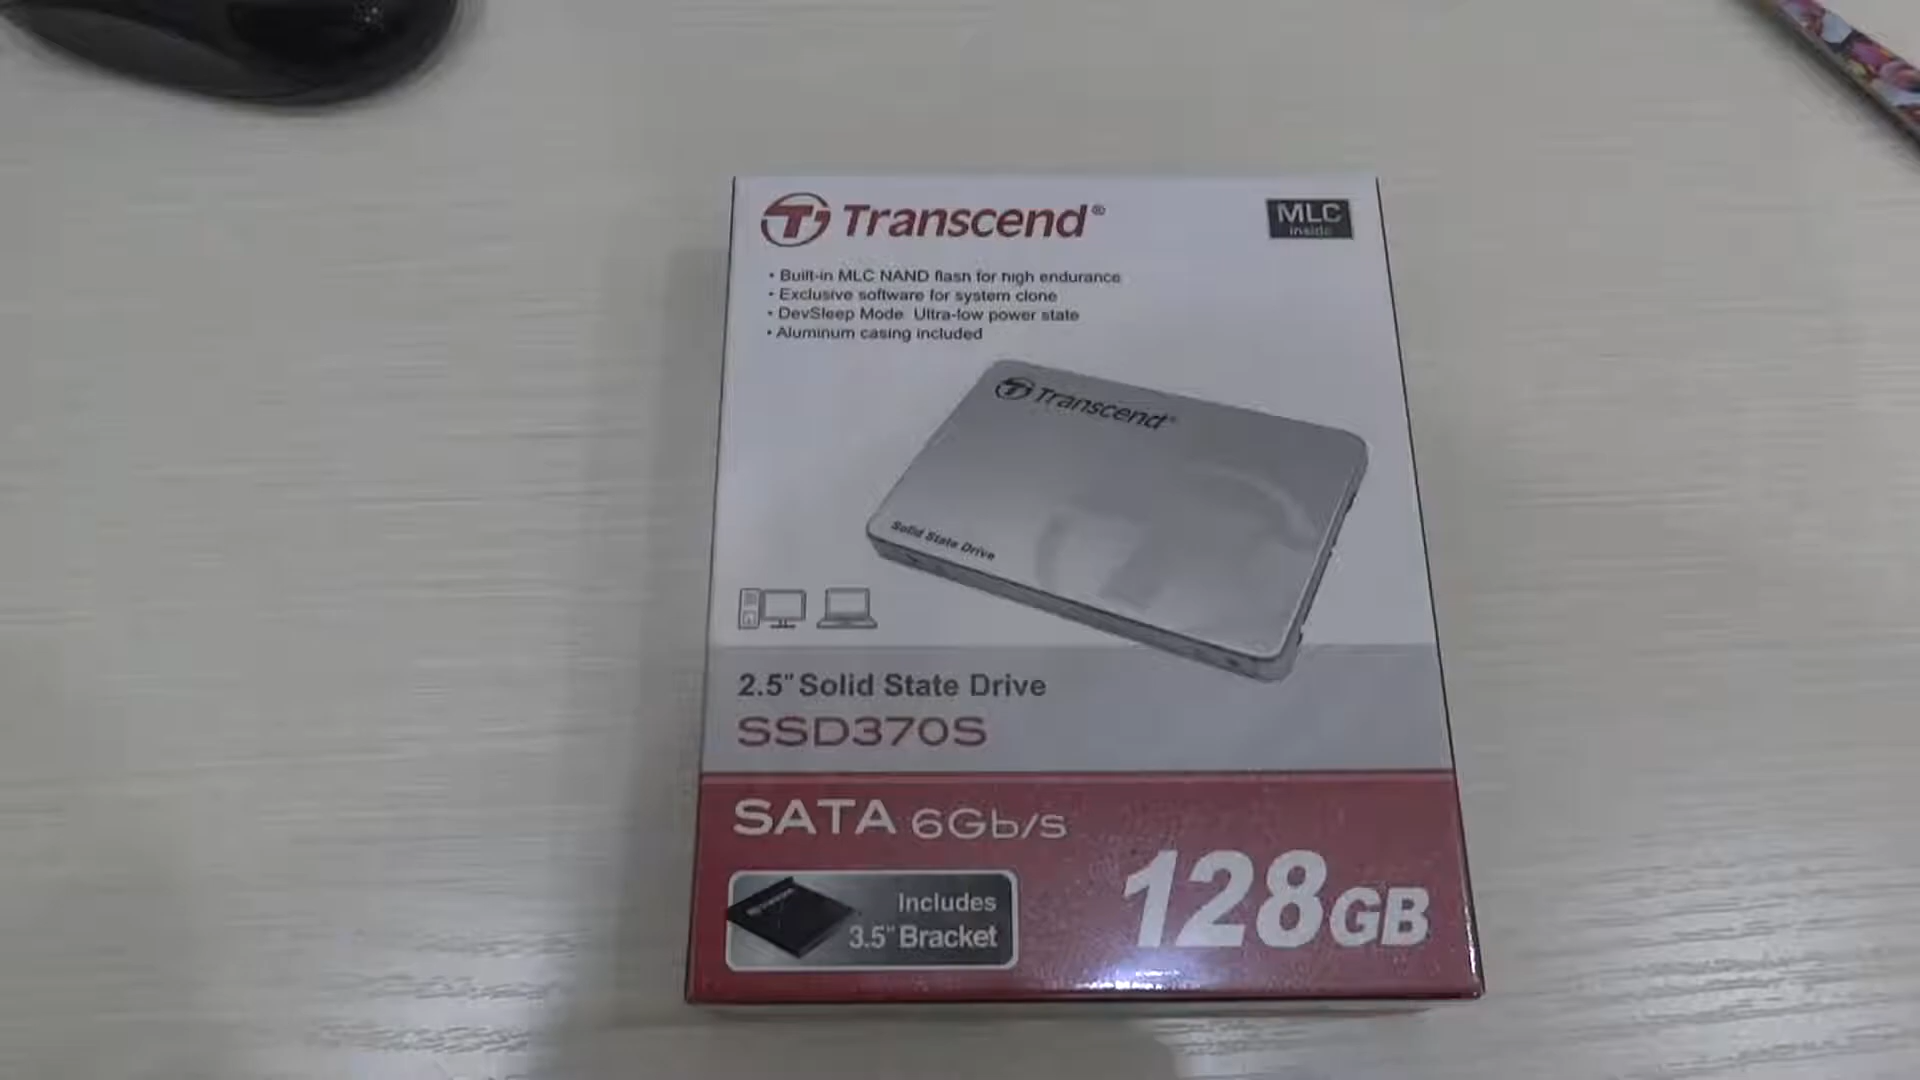 Transcend®
MLC
inside
• Built-in MLC NAND flash for high endurance
• Exclusive software for system clone
• DevSleep Mode: Ultra-low power state
• Aluminum casing included
Transcend®
Solid State Drive
2.5" Solid State Drive
SSD370S
SATA 6Gb/s
Includes
3.5" Bracket
128GB